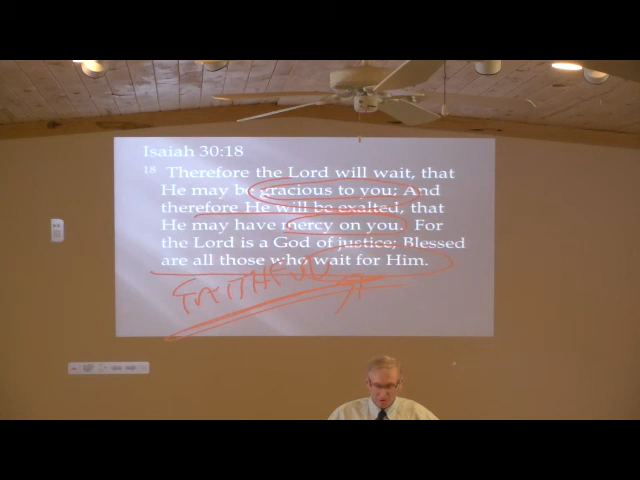 Isaiah 30:18
18 Therefore the Lord will wait, that
He may be gracious to you; And
therefore He will be exalted, that
He may have mercy on you. For
the Lord is a God of justice; Blessed
are all those who wait for Him.
FAITHFUL